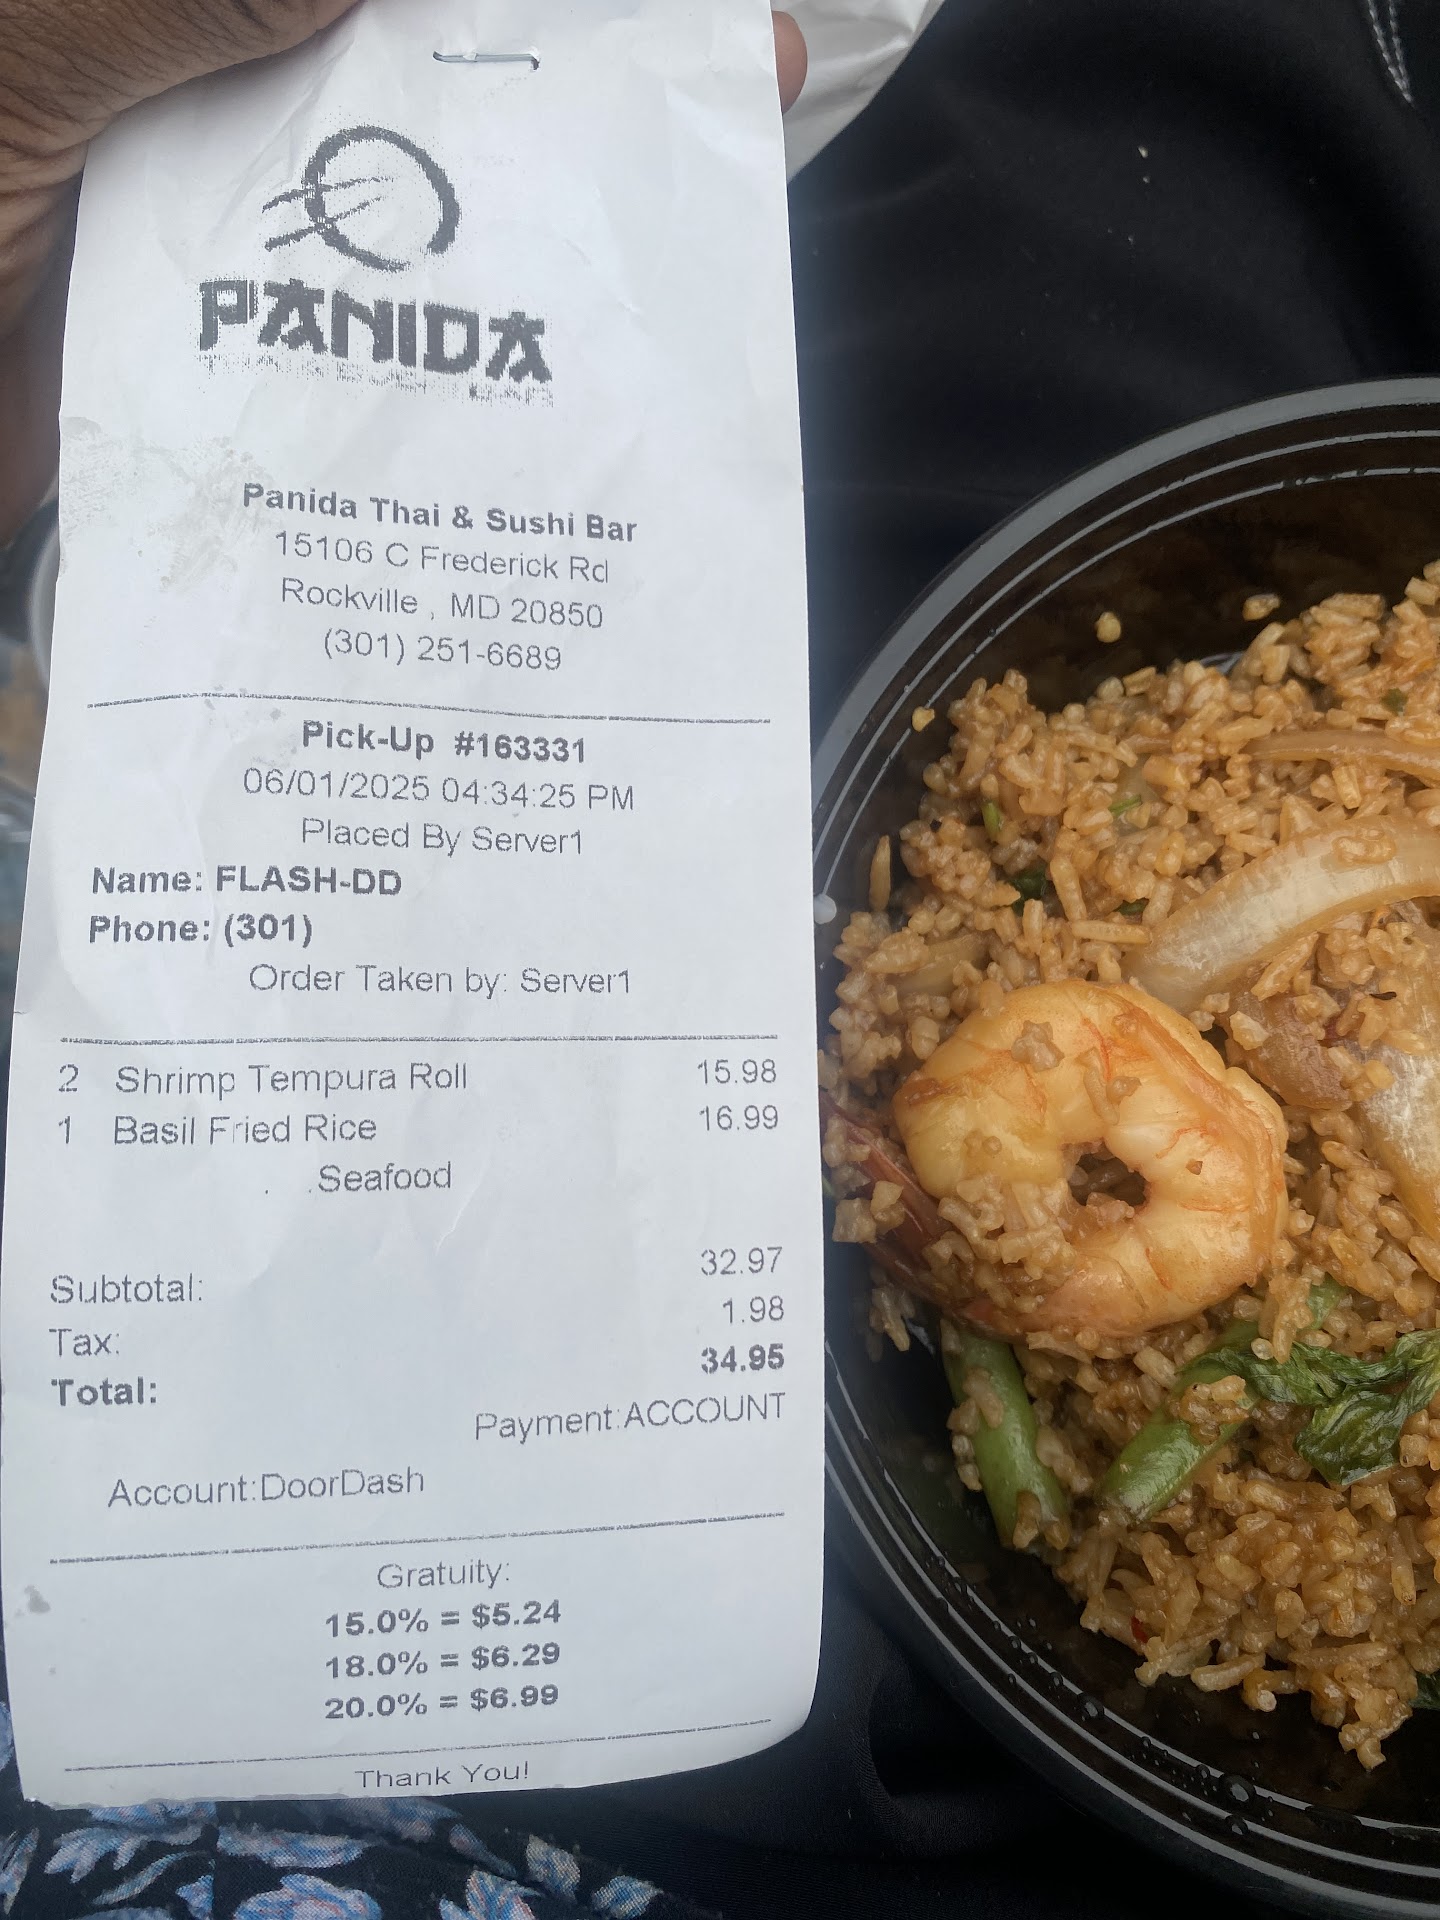 PANIDA
Panida Thai & Sushi Bar
15106 C Frederick Rd
Rockville , MD 20850
(301) 251-6689
Pick-Up #163331
06/01/2025 04:34:25 PM
Placed By Server1
Name: FLASH-DD
Phone: (301)
Order Taken by: Server1
2 Shrimp Tempura Roll 15.98
1 Basil Fried Rice 16.99
. .Seafood
Subtotal: 32.97
Tax: 1.98
Total: 34.95
Payment:ACCOUNT
Account:DoorDash
Gratuity:
15.0% = $5.24
18.0% = $6.29
20.0% = $6.99
Thank You!